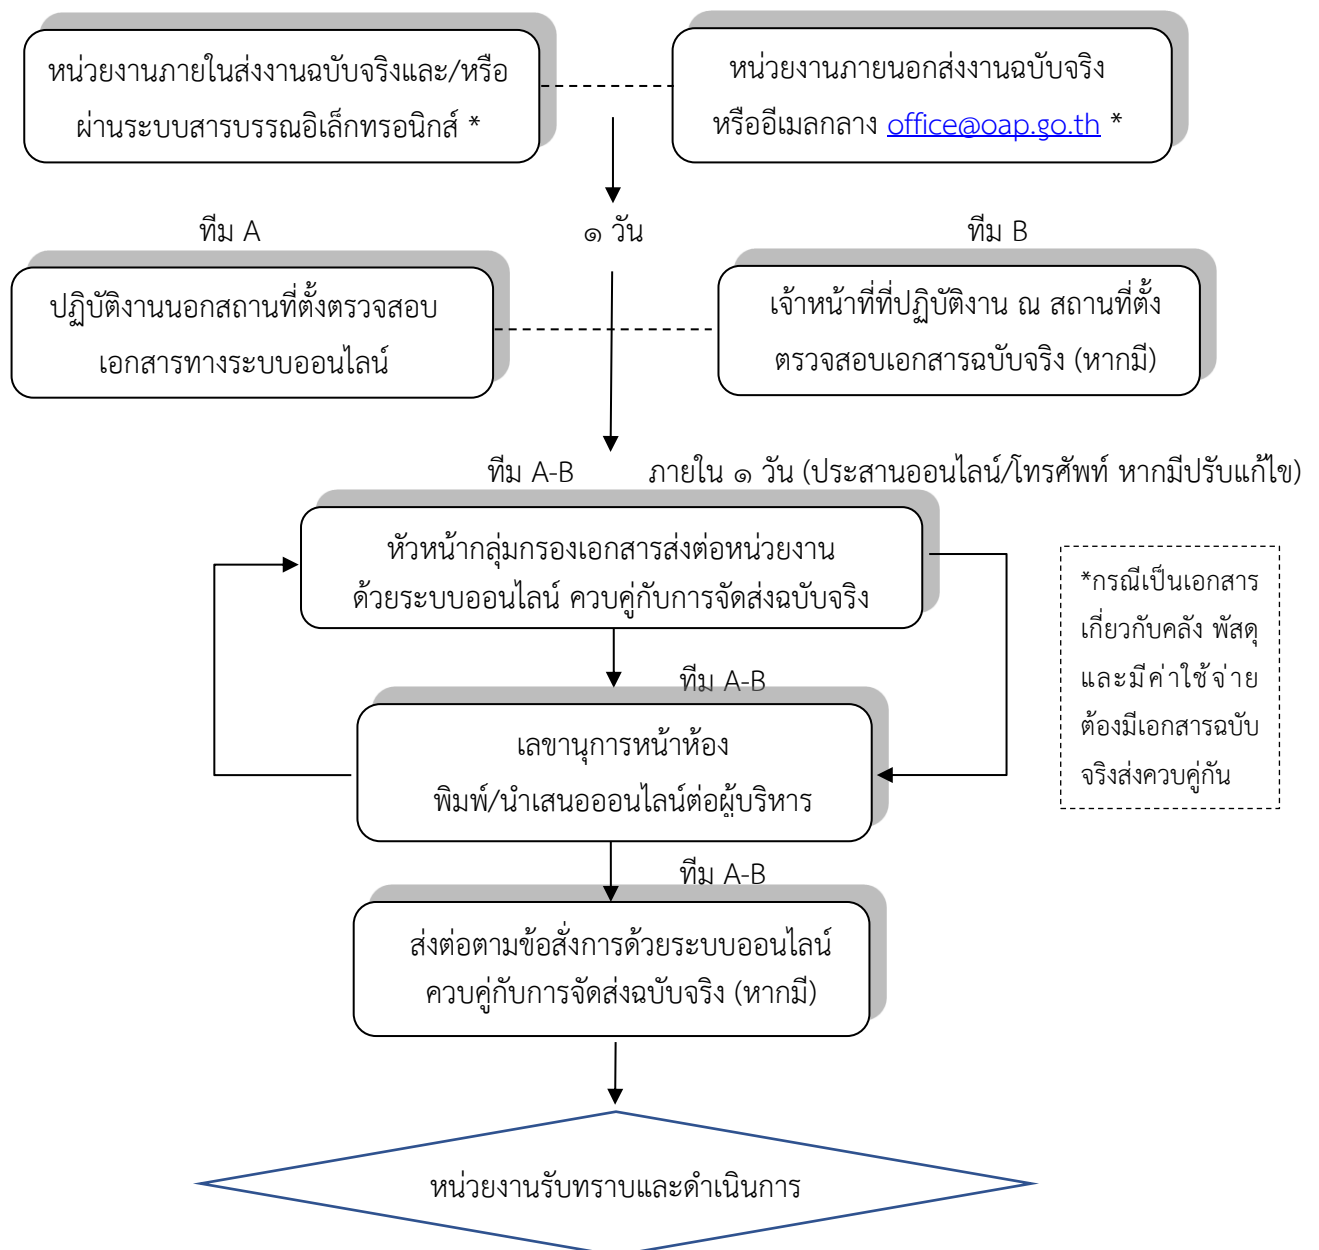 หน่วยงานภายในส่งงานฉบับจริงและ/หรือ
ผ่านระบบสารบรรณอิเล็กทรอนิกส์ *
หน่วยงานภายนอกส่งงานฉบับจริง
หรืออีเมลกลาง office@oap.go.th *
ทีม A
๑ วัน
ทีม B
ปฏิบัติงานนอกสถานที่ตั้งตรวจสอบ
เอกสารทางระบบออนไลน์
เจ้าหน้าที่ที่ปฏิบัติงาน ณ สถานที่ตั้ง
ตรวจสอบเอกสารฉบับจริง (หากมี)
ทีม A-B
ภายใน ๑ วัน (ประสานออนไลน์/โทรศัพท์ หากมีปรับแก้ไข)
หัวหน้ากลุ่มกรองเอกสารส่งต่อหน่วยงาน
ด้วยระบบออนไลน์ ควบคู่กับการจัดส่งฉบับจริง
*กรณีเป็นเอกสาร
เกี่ยวกับคลัง พัสดุ
และมีค่าใช้จ่าย
ต้องมีเอกสารฉบับ
จริงส่งควบคู่กัน
ทีม A-B
เลขานุการหน้าห้อง
พิมพ์/นำเสนอออนไลน์ต่อผู้บริหาร
ทีม A-B
ส่งต่อตามข้อสั่งการด้วยระบบออนไลน์
ควบคู่กับการจัดส่งฉบับจริง (หากมี)
หน่วยงานรับทราบและดำเนินการ